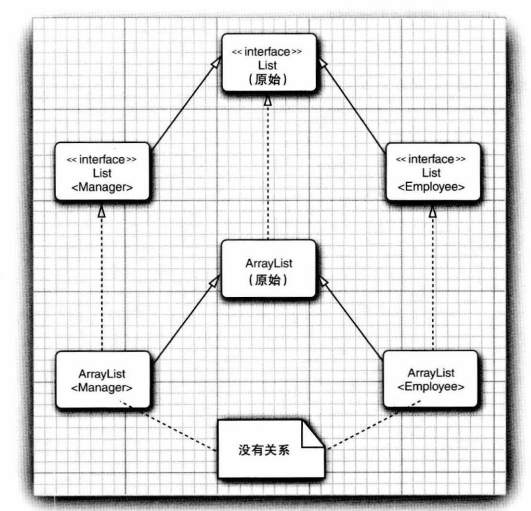 <<interface>>
List
(原始)
<<interface>>
List
<Manager>
<<interface>>
List
<Employee>
ArrayList
(原始)
ArrayList
<Manager>
ArrayList
<Employee>
没有关系